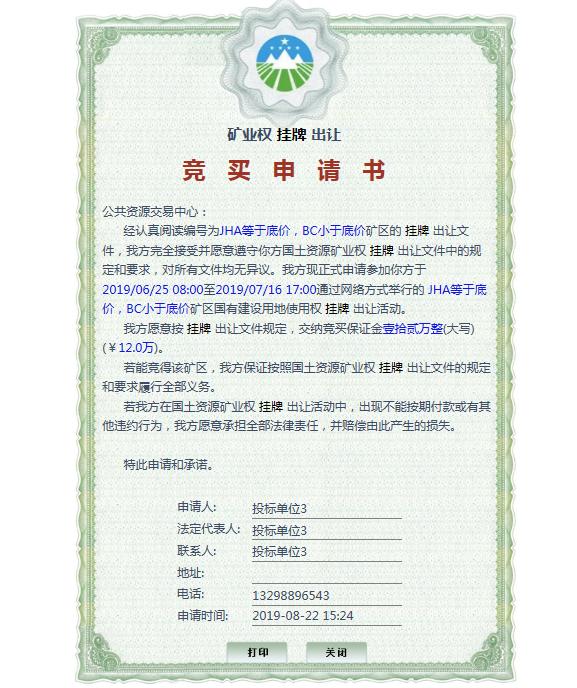 矿业权 挂牌 出让
竞买申请书
公共资源交易中心：
经认真阅读编号为JHA等于底价，BC小于底价矿区的 挂牌 出让文
件，我方完全接受并愿意遵守你方国土资源矿业权 挂牌 出让文件中的规
定和要求，对所有文件均无异议。我方现正式申请参加你方于
2019/06/25 08:00至2019/07/16 17:00通过网络方式举行的 JHA等于底
价，BC小于底价矿区国有建设用地使用权 挂牌 出让活动。
我方愿意按 挂牌 出让文件规定，交纳竞买保证金壹拾贰万整(大写)
(￥12.0万)。
若能竞得该矿区，我方保证按照国土资源矿业权 挂牌 出让文件的规定
和要求履行全部义务。
若我方在国土资源矿业权 挂牌 出让活动中，出现不能按期付款或有其
他违约行为，我方愿意承担全部法律责任，并赔偿由此产生的损失。
特此申请和承诺。
申请人: 投标单位3
法定代表人: 投标单位3
联系人: 投标单位3
地址:
电话: 13298896543
申请时间: 2019-08-22 15:24
打印 关闭